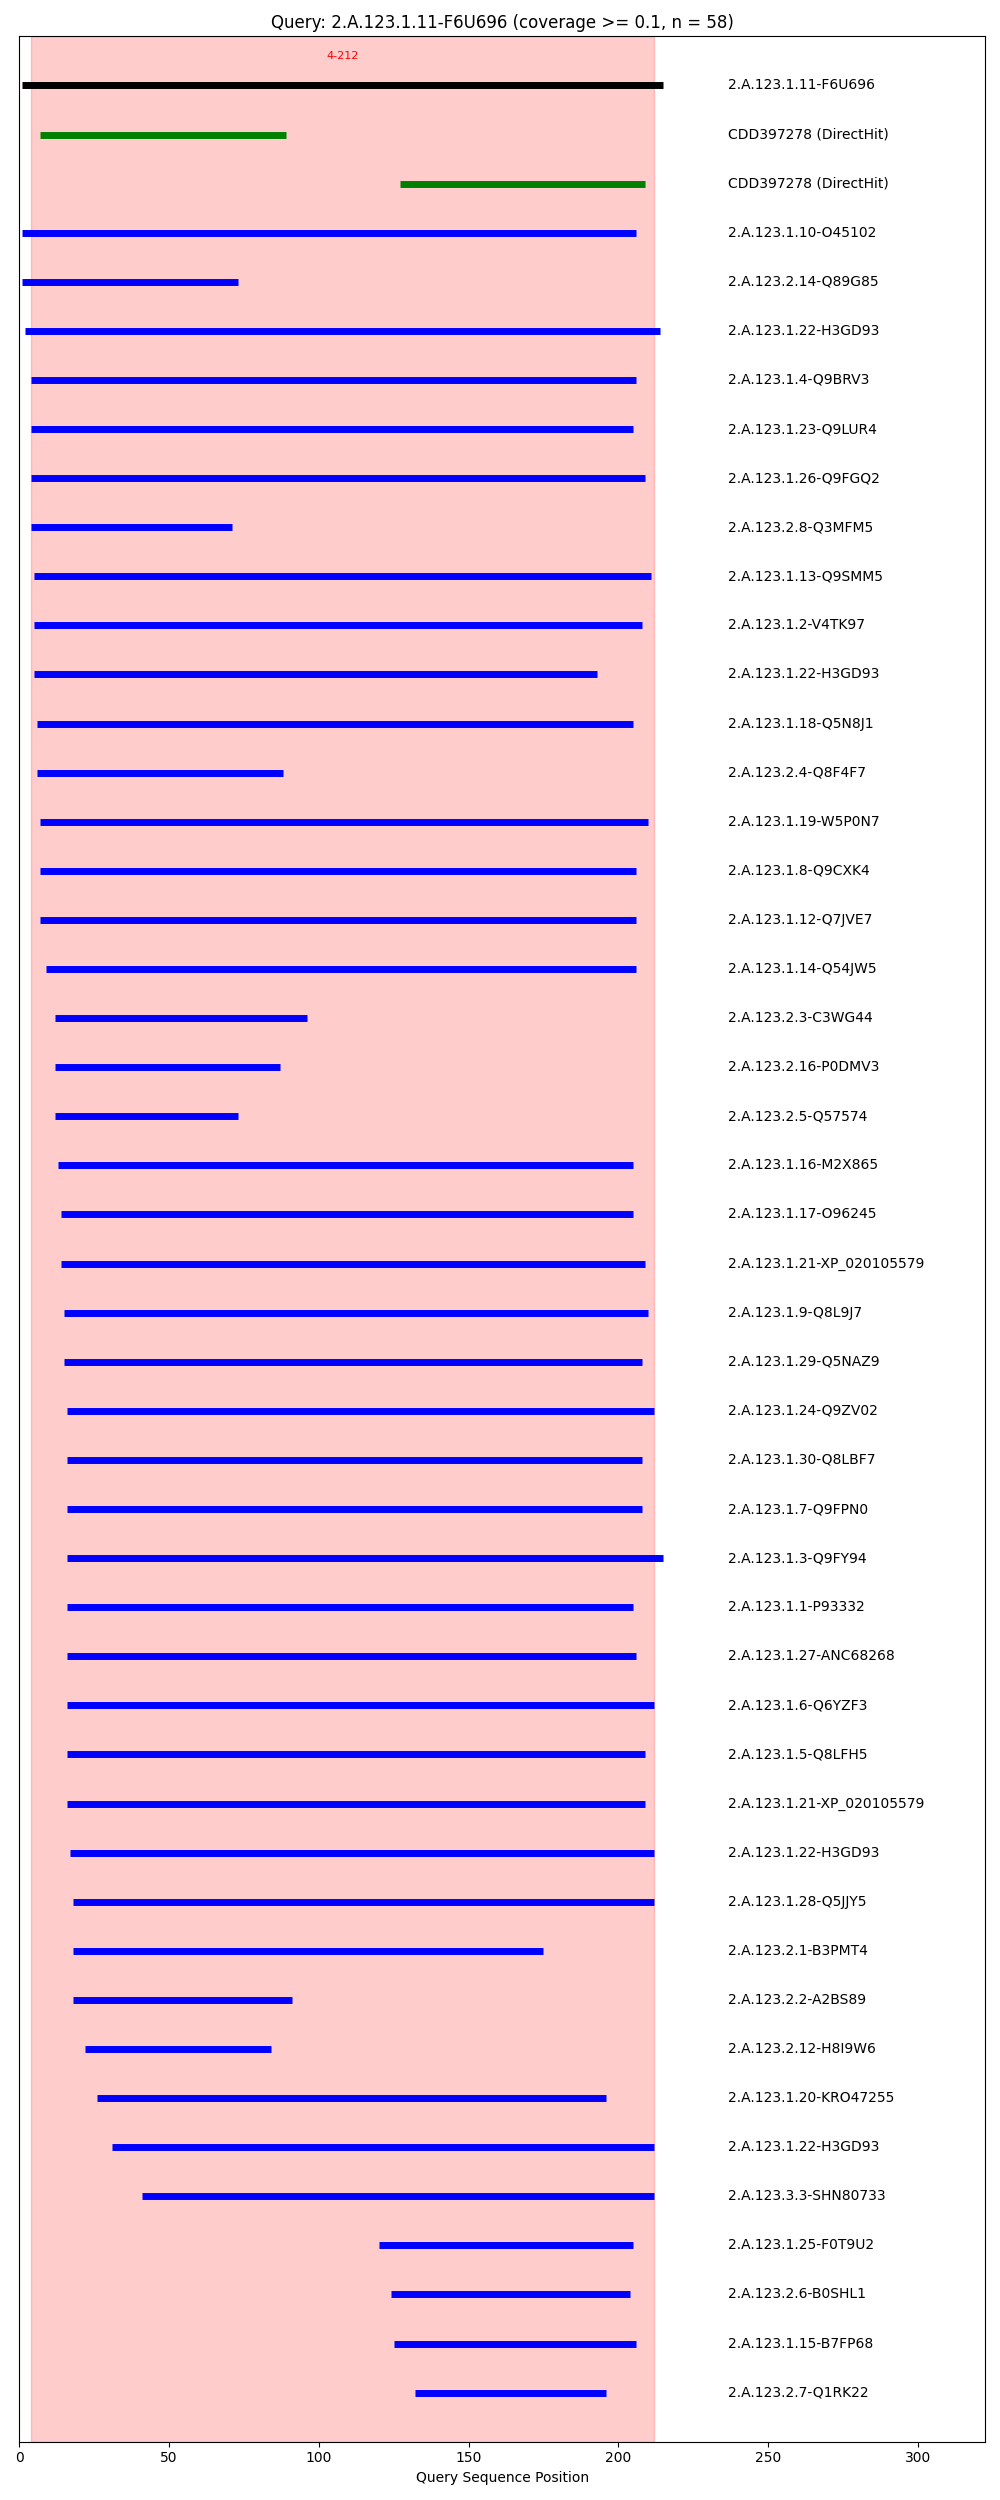 Query: 2.A.123.1.11-F6U696 (coverage >= 0.1, n = 58)
4-212
2.A.123.1.11-F6U696
CDD397278 (DirectHit)
CDD397278 (DirectHit)
2.A.123.1.10-O45102
2.A.123.2.14-Q89G85
2.A.123.1.22-H3GD93
2.A.123.1.4-Q9BRV3
2.A.123.1.23-Q9LUR4
2.A.123.1.26-Q9FGQ2
2.A.123.2.8-Q3MFM5
2.A.123.1.13-Q9SMM5
2.A.123.1.2-V4TK97
2.A.123.1.22-H3GD93
2.A.123.1.18-Q5N8J1
2.A.123.2.4-Q8F4F7
2.A.123.1.19-W5P0N7
2.A.123.1.8-Q9CXK4
2.A.123.1.12-Q7JVE7
2.A.123.1.14-Q54JW5
2.A.123.2.3-C3WG44
2.A.123.2.16-P0DMV3
2.A.123.2.5-Q57574
2.A.123.1.16-M2X865
2.A.123.1.17-O96245
2.A.123.1.21-XP_020105579
2.A.123.1.9-Q8L9J7
2.A.123.1.29-Q5NAZ9
2.A.123.1.24-Q9ZV02
2.A.123.1.30-Q8LBF7
2.A.123.1.7-Q9FPN0
2.A.123.1.3-Q9FY94
2.A.123.1.1-P93332
2.A.123.1.27-ANC68268
2.A.123.1.6-Q6YZF3
2.A.123.1.5-Q8LFH5
2.A.123.1.21-XP_020105579
2.A.123.1.22-H3GD93
2.A.123.1.28-Q5JJY5
2.A.123.2.1-B3PMT4
2.A.123.2.2-A2BS89
2.A.123.2.12-H8I9W6
2.A.123.1.20-KRO47255
2.A.123.1.22-H3GD93
2.A.123.3.3-SHN80733
2.A.123.1.25-F0T9U2
2.A.123.2.6-B0SHL1
2.A.123.1.15-B7FP68
2.A.123.2.7-Q1RK22
0 50 100 150 200 250 300
Query Sequence Position